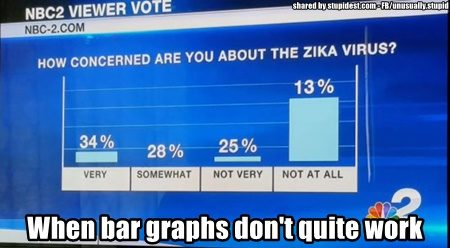 NBC2 VIEWER VOTE
shared by stupidest.com - FB/unusually.stupid
NBC-2.COM
HOW CONCERNED ARE YOU ABOUT THE ZIKA VIRUS?
34%
28%
25%
13%
VERY
SOMEWHAT
NOT VERY
NOT AT ALL
2
When bar graphs don't quite work